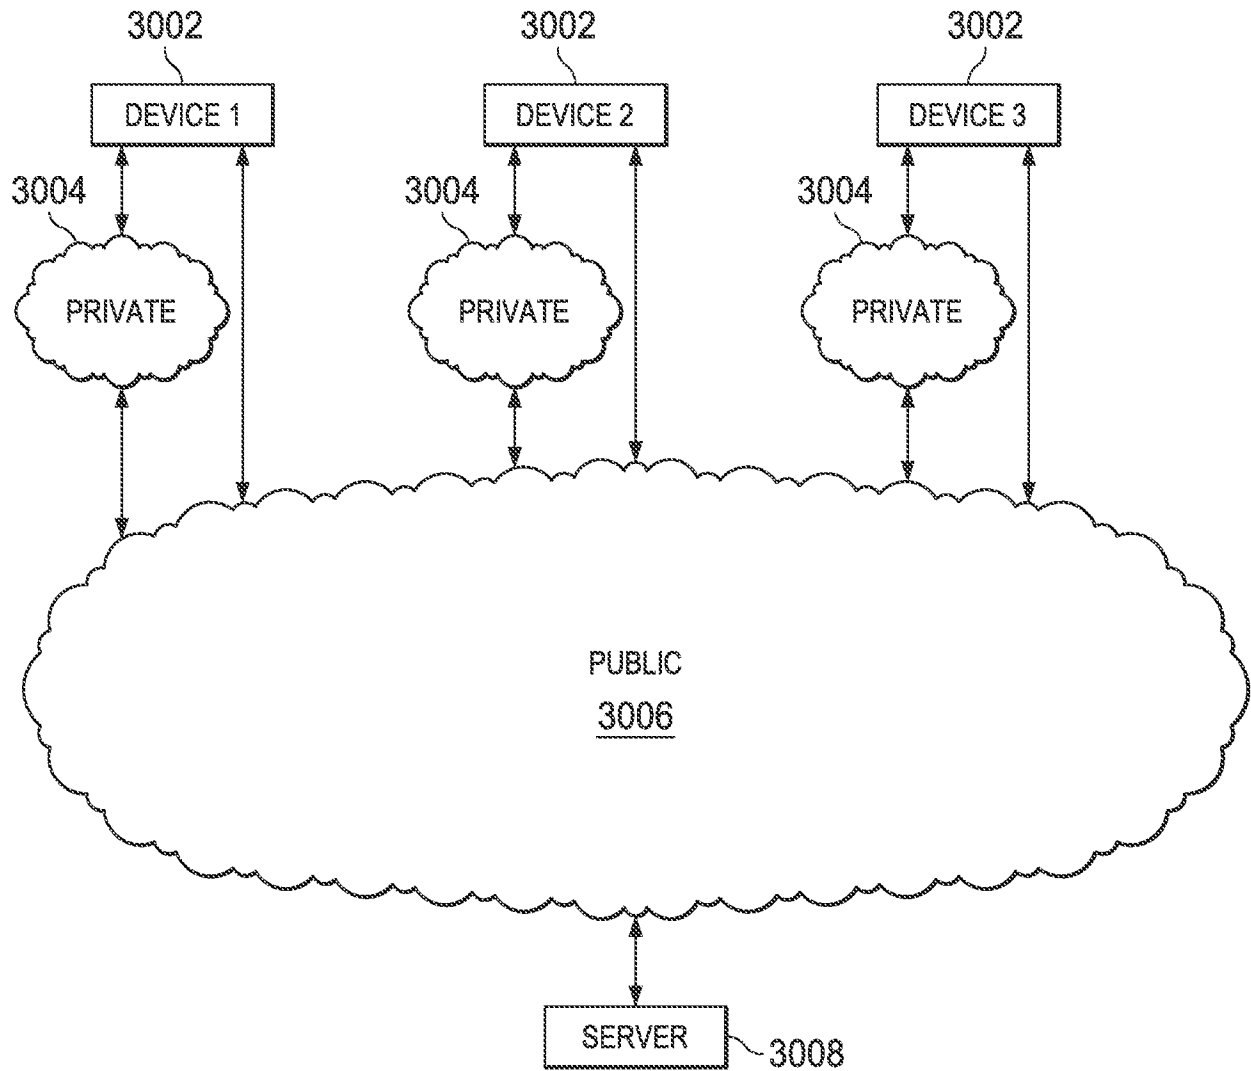 3002 3002 3002
DEVICE 1 DEVICE 2 DEVICE 3
3004 3004 3004
PRIVATE PRIVATE PRIVATE
PUBLIC
3006
SERVER
3008